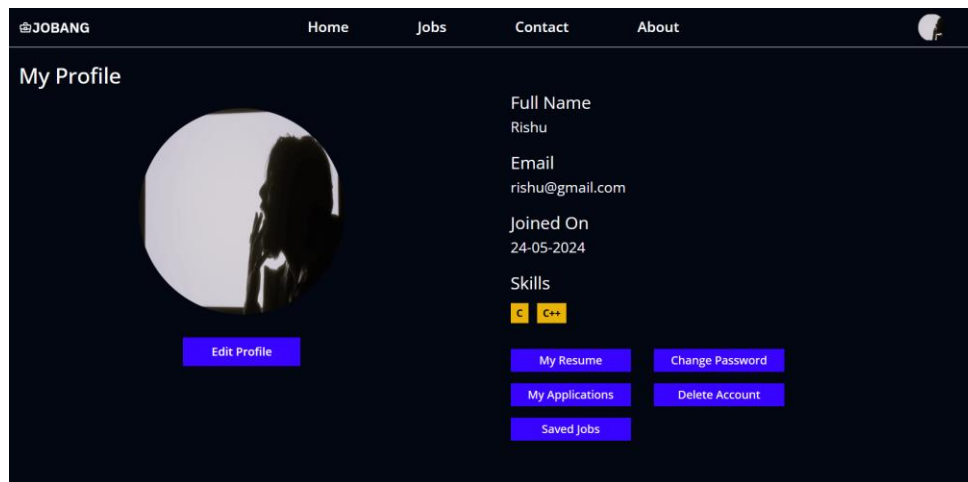 JOBANG
Home
Jobs
Contact
About
My Profile
Edit Profile
Full Name
Rishu
Email
rishu@gmail.com
Joined On
24-05-2024
Skills
C C++
My Resume Change Password
My Applications Delete Account
Saved Jobs